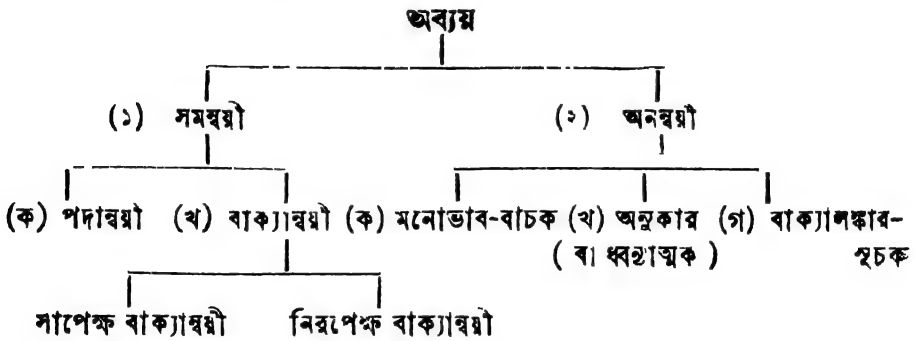 অব্যয়
(১) সমন্বয়ী (২) অনন্বয়ী
(ক) পদান্বয়ী (খ) বাক্যান্বয়ী (ক) মনোভাব-বাচক (খ) অনুকার (গ) বাক্যালঙ্কার-
( বা ধ্বন্যাত্মক ) সূচক
সাপেক্ষ বাক্যান্বয়ী নিরপেক্ষ বাক্যান্বয়ী